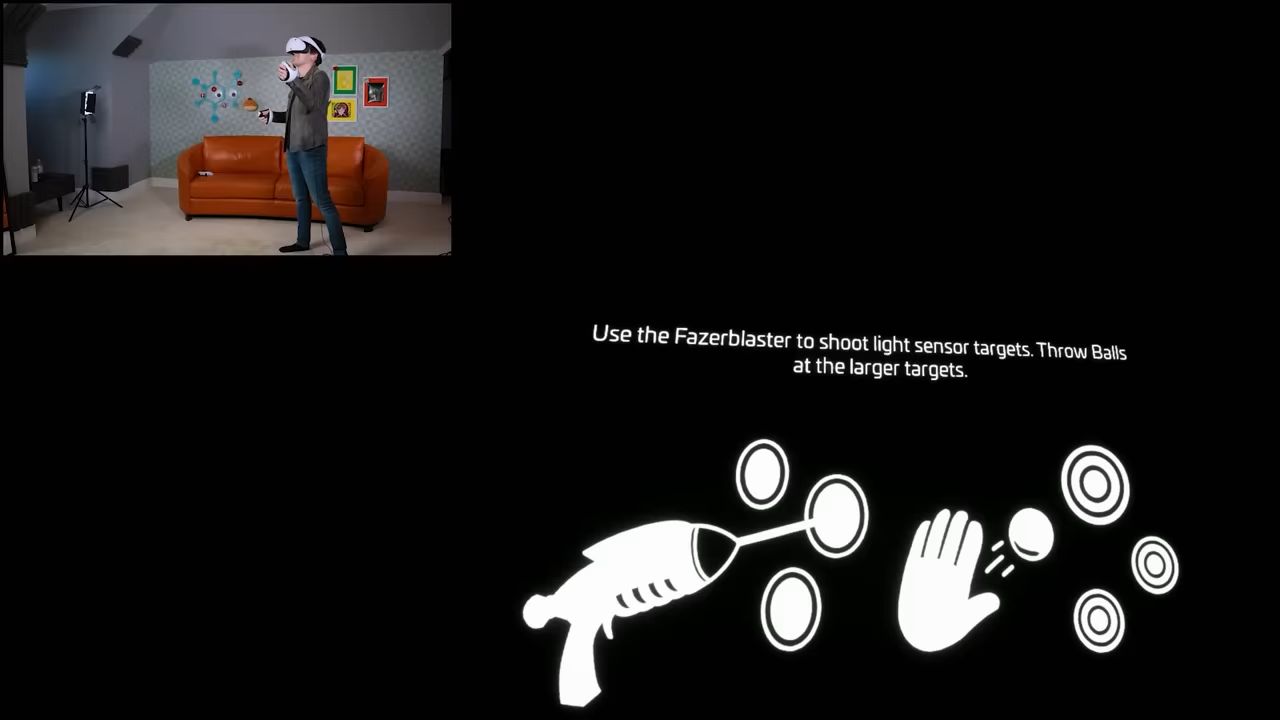 Use the Fazerblaster to shoot light sensor targets. Throw Balls
at the larger targets.